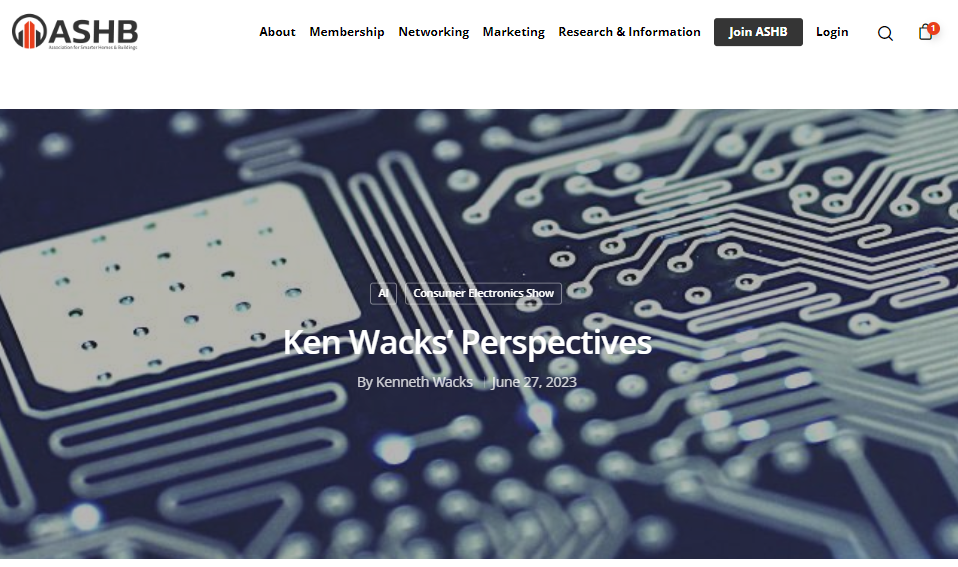 ASHB
Association for Smarter Homes & Buildings
About Membership Networking Marketing Research & Information Join ASHB Login 1
AI Consumer Electronics Show
Ken Wacks’ Perspectives
By Kenneth Wacks | June 27, 2023